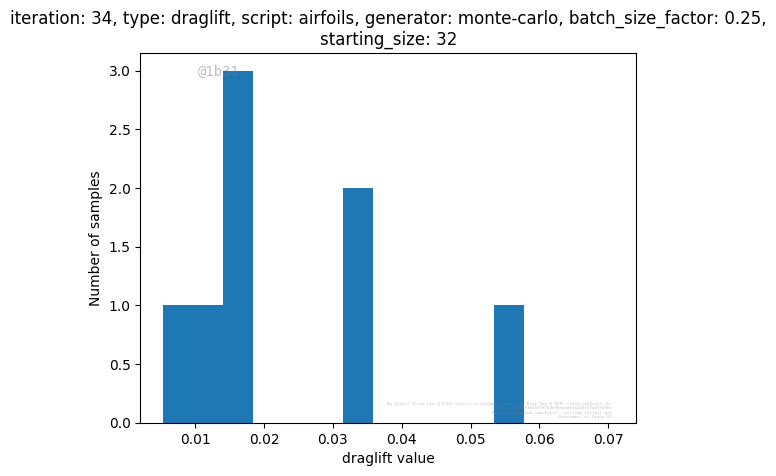 iteration: 34, type: draglift, script: airfoils, generator: monte-carlo, batch_size_factor: 0.25,
starting_size: 32
@1b31
3.0
2.5
2.0
1.5
1.0
0.5
0.0
Number of samples
0.01 0.02 0.03 0.04 0.05 0.06 0.07
draglift value